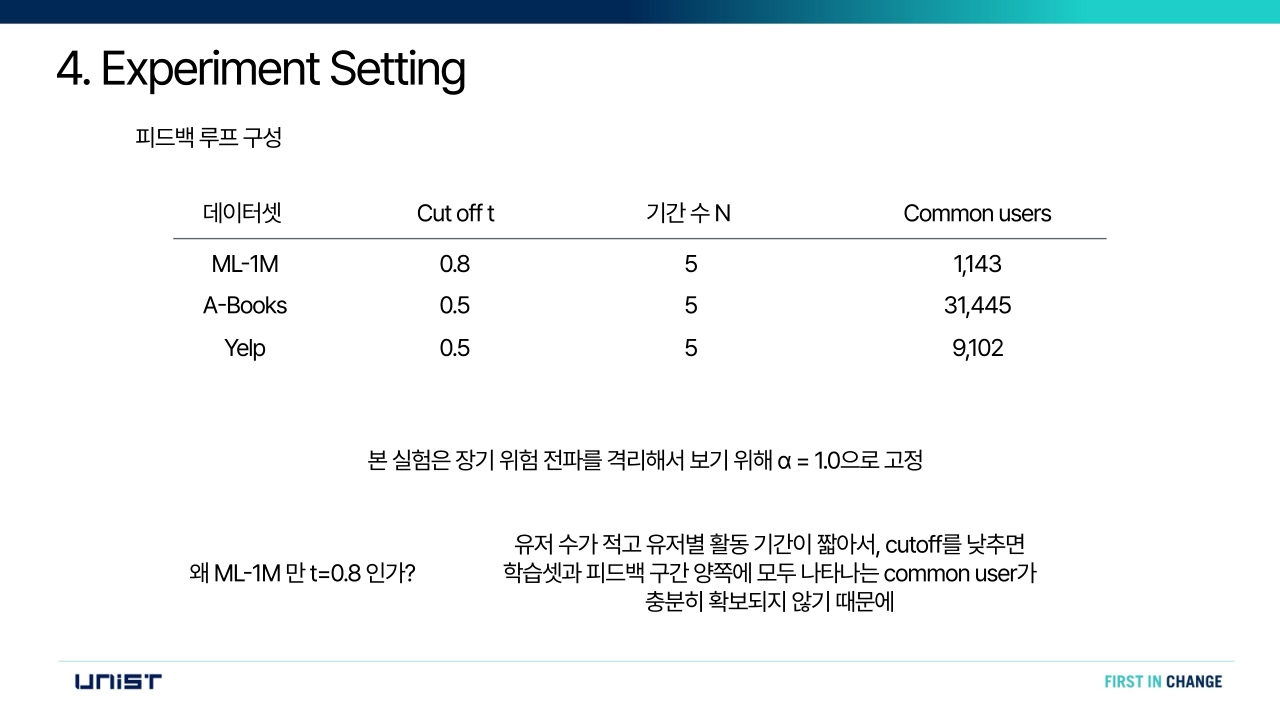 4. Experiment Setting
피드백 루프 구성
데이터셋 Cut off t 기간 수 N Common users
ML-1M 0.8 5 1,143
A-Books 0.5 5 31,445
Yelp 0.5 5 9,102
본 실험은 장기 위험 전파를 격리해서 보기 위해 α = 1.0으로 고정
왜 ML-1M 만 t=0.8 인가?
유저 수가 적고 유저별 활동 기간이 짧아서, cutoff를 낮추면
학습셋과 피드백 구간 양쪽에 모두 나타나는 common user가
충분히 확보되지 않기 때문에
UNIST
FIRST IN CHANGE